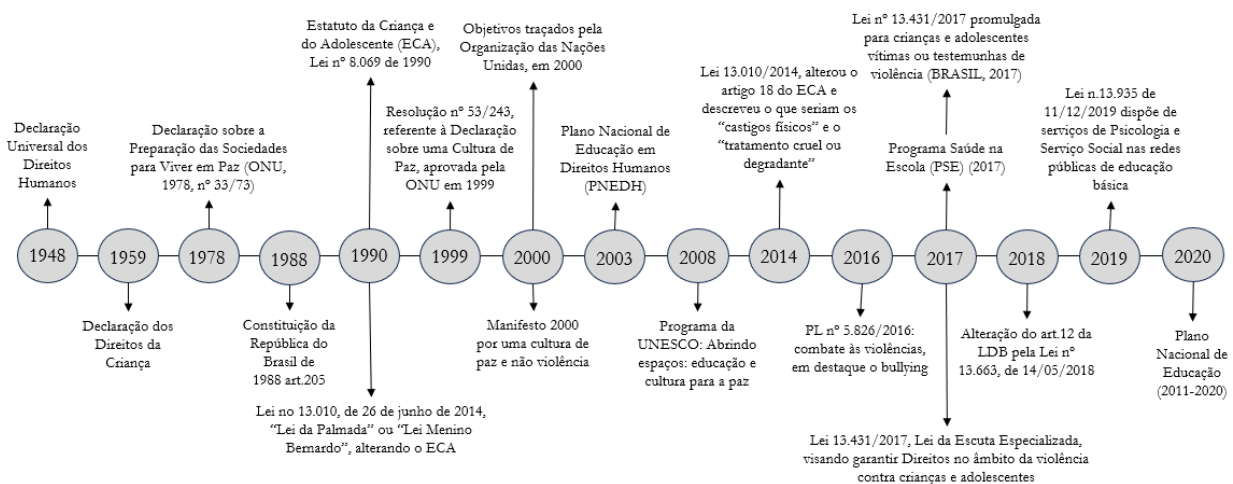 Declaração
Universal dos
Direitos
Humanos
Declaração sobre a
Preparação das Sociedades
para Viver em Paz (ONU,
1978, nº 33/73)
Estatuto da Criança e
do Adolescente (ECA),
Lei nº 8.069 de 1990
Resolução nº 53/243,
referente à Declaração
sobre uma Cultura de
Paz, aprovada pela
ONU em 1999
Objetivos traçados pela
Organização das Nações
Unidas, em 2000
Plano Nacional de
Educação em
Direitos Humanos
(PNEDH)
Lei 13.010/2014, alterou o
artigo 18 do ECA e
descreveu o que seriam os
“castigos físicos” e o
“tratamento cruel ou
degradante”
Lei nº 13.431/2017 promulgada
para crianças e adolescentes
vítimas ou testemunhas de
violência (BRASIL, 2017)
Programa Saúde na
Escola (PSE) (2017)
Lei n.13.935 de
11/12/2019 dispõe de
serviços de Psicologia e
Serviço Social nas redes
públicas de educação
básica
1948
1959
1978
1988
1990
1999
2000
2003
2008
2014
2016
2017
2018
2019
2020
Declaração dos
Direitos da
Criança
Constituição da
República do
Brasil de
1988 art.205
Lei no 13.010, de 26 de junho de 2014,
“Lei da Palmada” ou “Lei Menino
Bernardo”, alterando o ECA
Manifesto 2000
por uma cultura de
paz e não violência
Programa da
UNESCO: Abrindo
espaços: educação e
cultura para a paz
PL nº 5.826/2016:
combate às violências,
em destaque o bullying
Lei 13.431/2017, Lei da Escuta Especializada,
visando garantir Direitos no âmbito da violência
contra crianças e adolescentes
Alteração do art.12 da
LDB pela Lei nº
13.663, de 14/05/2018
Plano
Nacional de
Educação
(2011-2020)